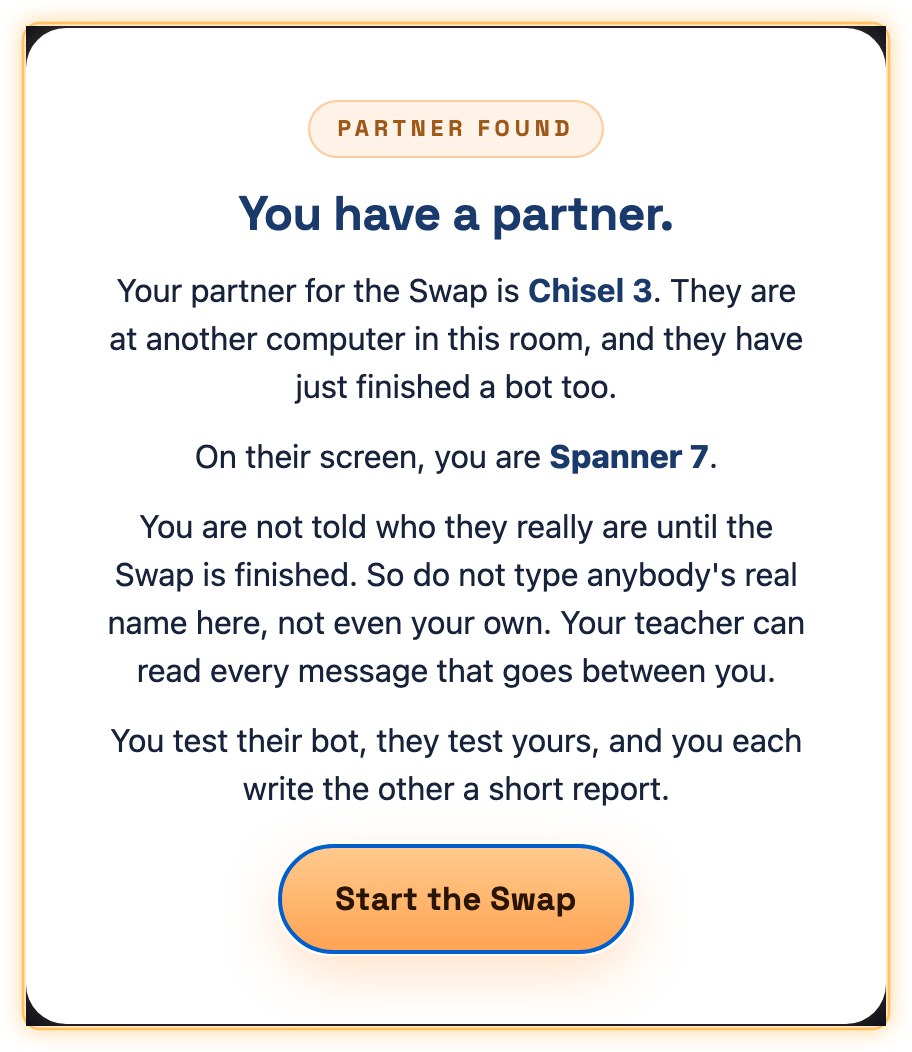 PARTNER FOUND
You have a partner.
Your partner for the Swap is Chisel 3. They are
at another computer in this room, and they have
just finished a bot too.
On their screen, you are Spanner 7.
You are not told who they really are until the
Swap is finished. So do not type anybody's real
name here, not even your own. Your teacher can
read every message that goes between you.
You test their bot, they test yours, and you each
write the other a short report.
Start the Swap